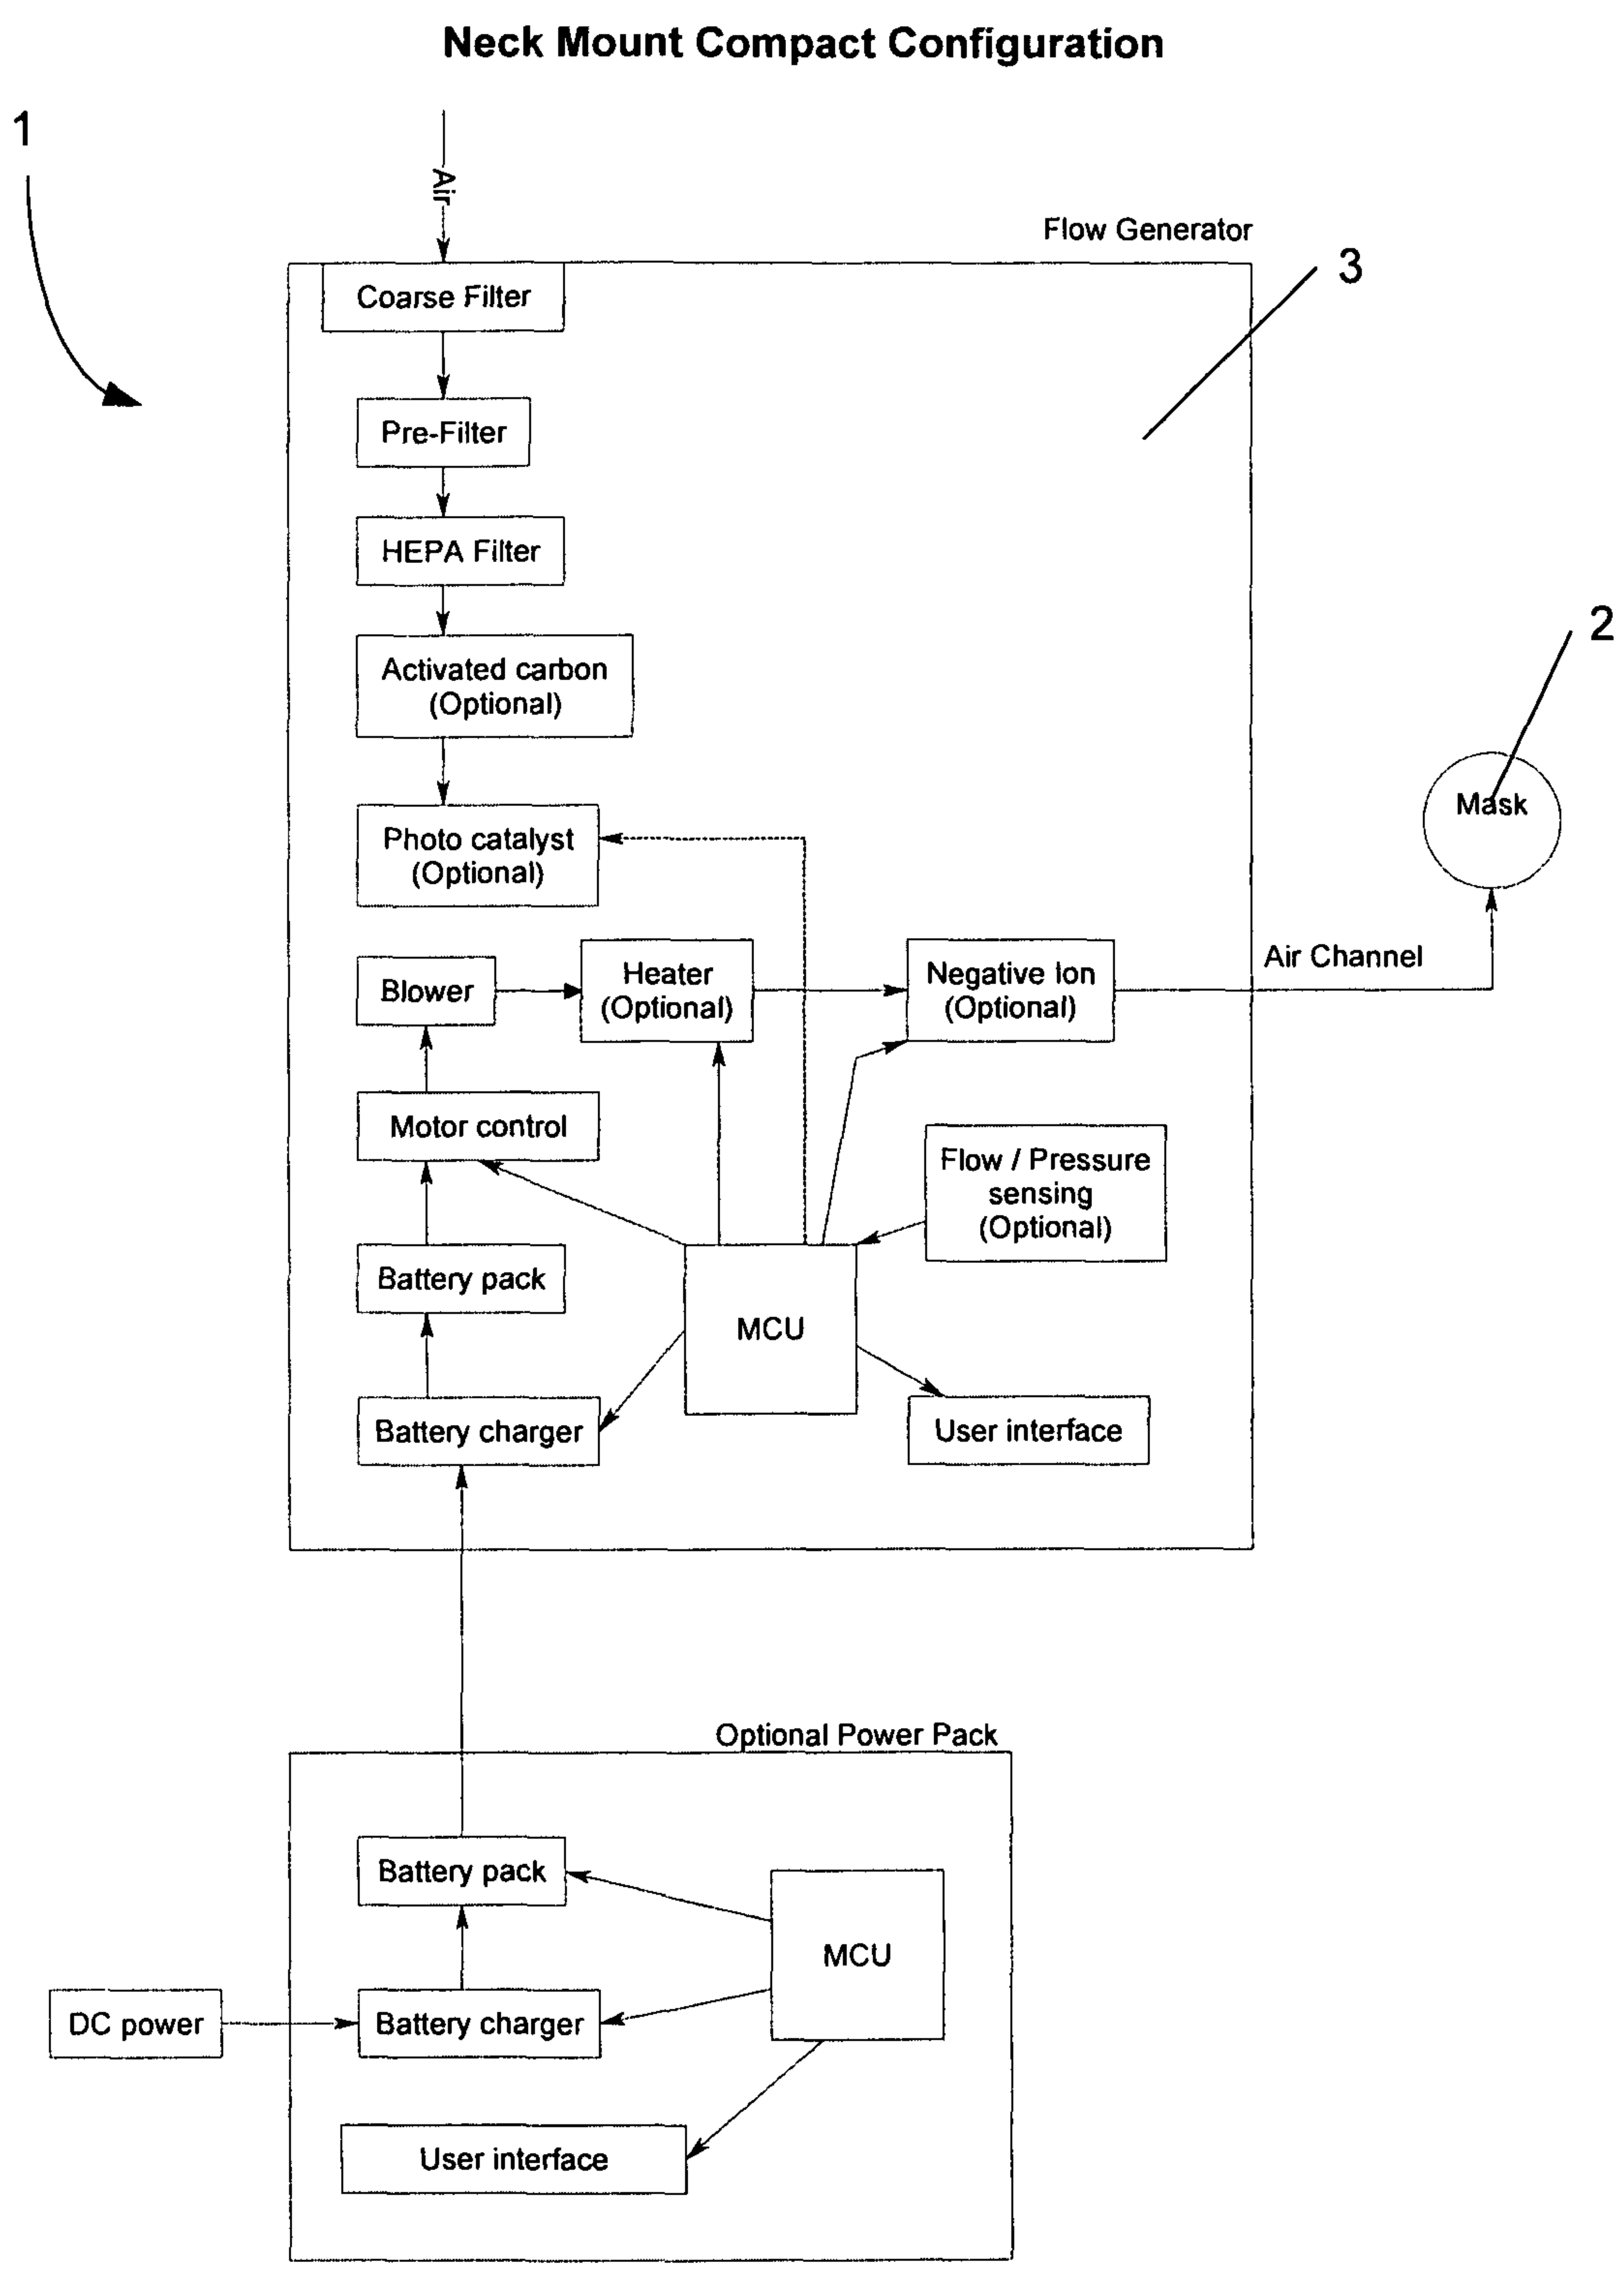 Neck Mount Compact Configuration
1
Air
Flow Generator
3
Coarse Filter
Pre-Filter
HEPA Filter
Activated carbon
(Optional)
2
Mask
Photo catalyst
(Optional)
Blower
Heater
(Optional)
Negative Ion
(Optional)
Air Channel
Motor control
Flow / Pressure
sensing
(Optional)
Battery pack
MCU
Battery charger
User interface
Optional Power Pack
Battery pack
MCU
DC power
Battery charger
User interface